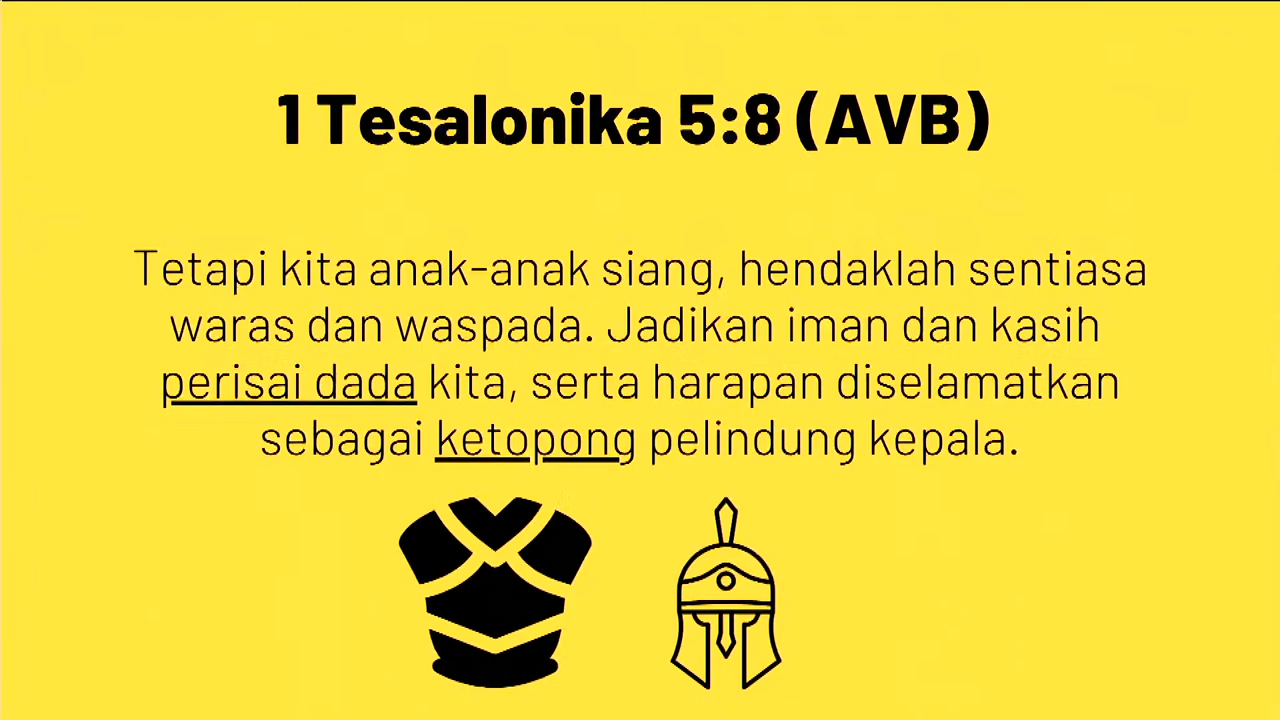 1 Tesalonika 5:8 (AVB)
Tetapi kita anak-anak siang, hendaklah sentiasa
waras dan waspada. Jadikan iman dan kasih
perisai dada kita, serta harapan diselamatkan
sebagai ketopong pelindung kepala.